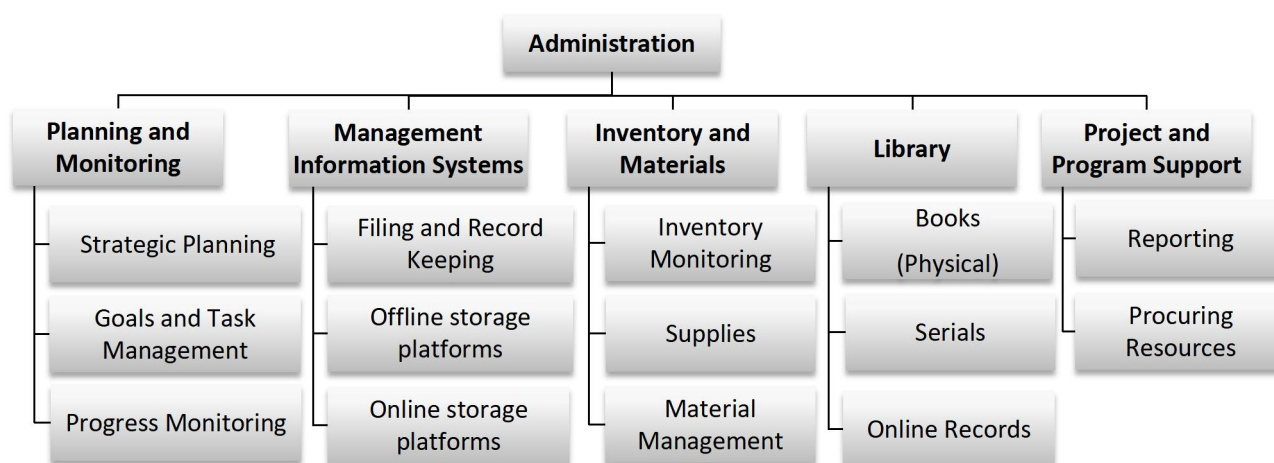 Administration
Planning and
Monitoring
Management
Information Systems
Inventory and
Materials
Library
Project and
Program Support
Strategic Planning
Goals and Task
Management
Progress Monitoring
Filing and Record
Keeping
Offline storage
platforms
Online storage
platforms
Inventory
Monitoring
Supplies
Material
Management
Books
(Physical)
Serials
Online Records
Reporting
Procuring
Resources